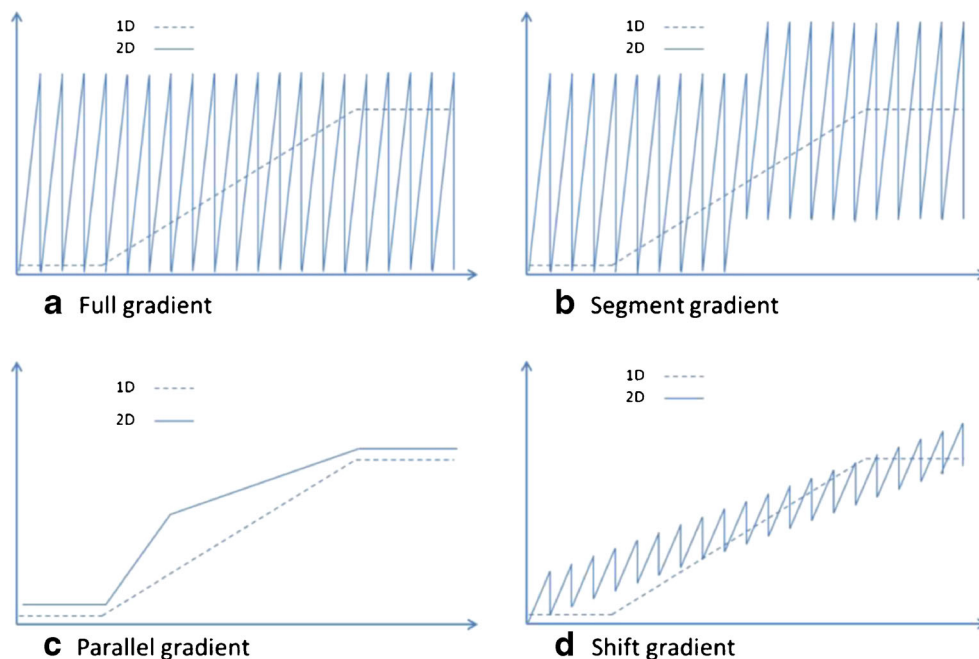 1D
2D
a Full gradient
1D
2D
b Segment gradient
1D
2D
c Parallel gradient
1D
2D
d Shift gradient